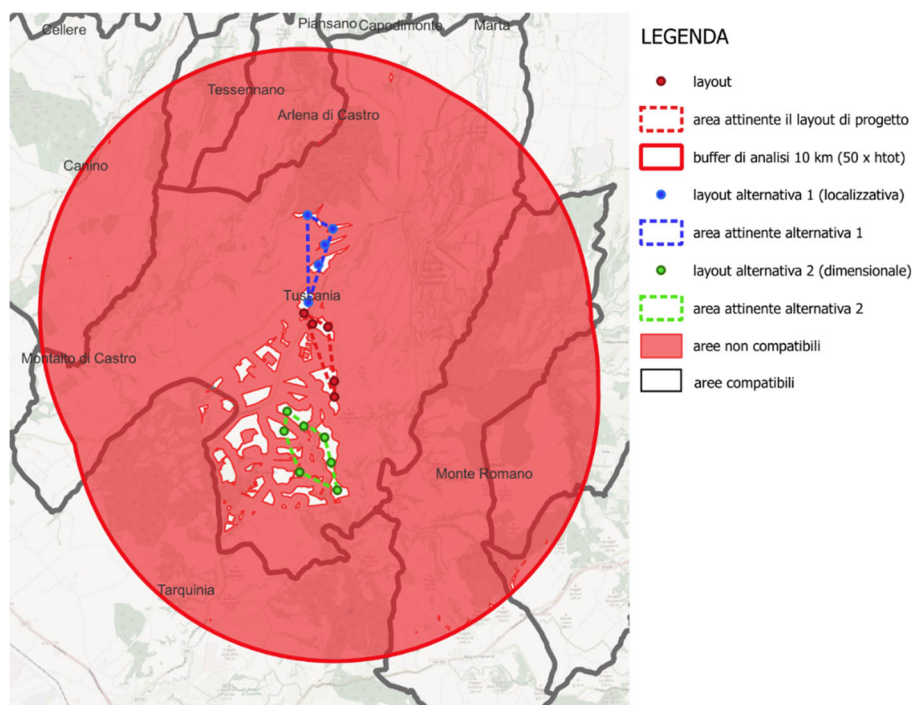 Piansano
Cellere
Capodimonte
Marta
Tessennano
Arlena di Castro
Canino
Tuscania
Montalto di Castro
Monte Romano
Tarquinia
LEGENDA
layout
area attinente il layout di progetto
buffer di analisi 10 km (50 x htot)
layout alternativa 1 (localizzativa)
area attinente alternativa 1
layout alternativa 2 (dimensionale)
area attinente alternativa 2
aree non compatibili
aree compatibili